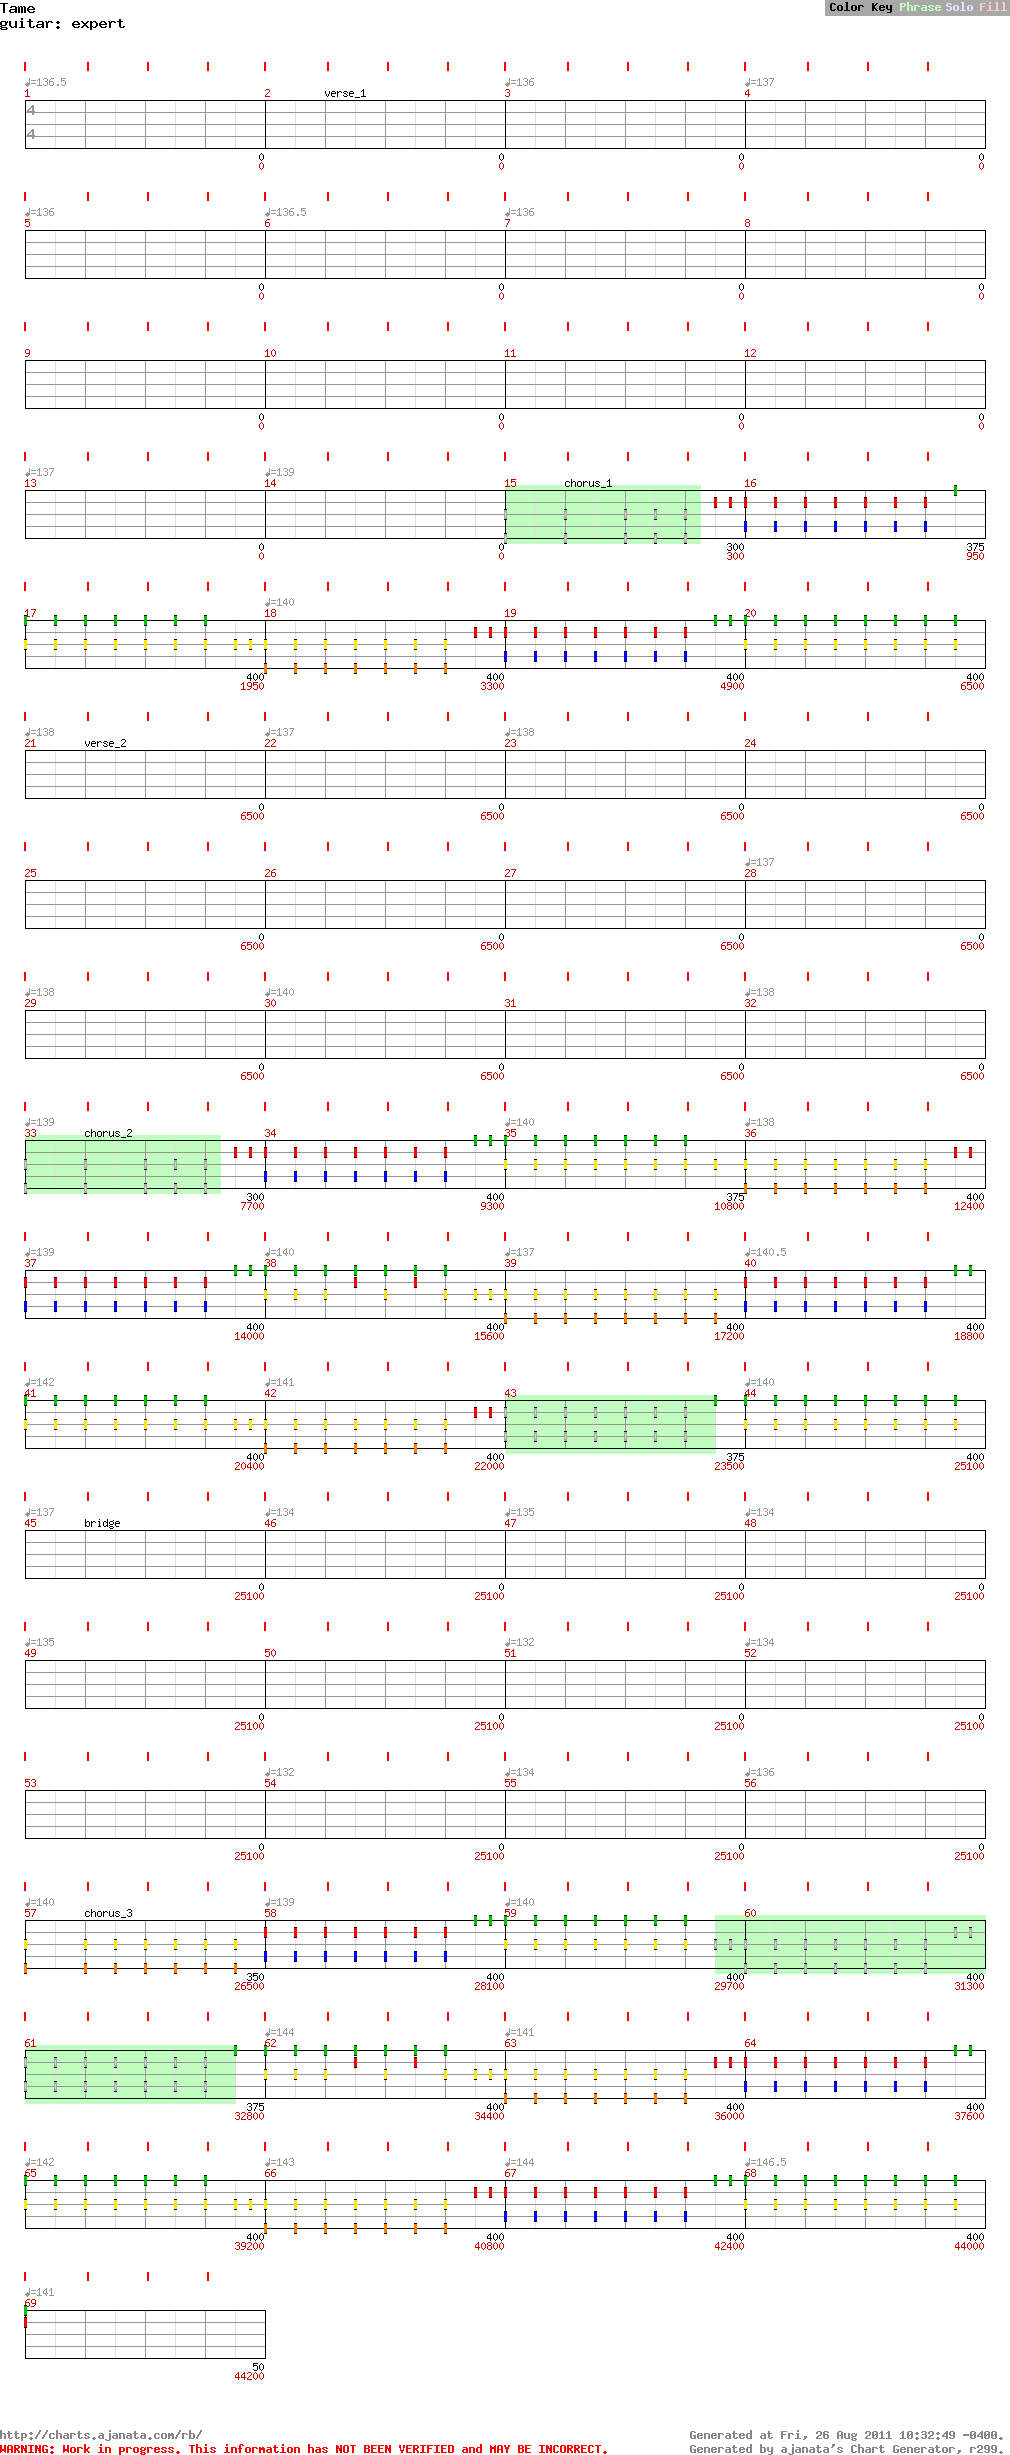 Tame
Color Key Phrase Solo Fill
guitar: expert
♩=136.5 ♩=136 ♩=137
1 2 verse_1 3 4
4
4
0 0 0 0
0 0 0 0
♩=136 ♩=136.5 ♩=136
5 6 7 8
0 0 0 0
0 0 0 0
9 10 11 12
0 0 0 0
0 0 0 0
♩=137 ♩=139
13 14 15 chorus_1 16
0 0 300 375
0 0 300 950
♩=140
17 18 19 20
400 400 400 400
1950 3300 4900 6500
♩=138 ♩=137 ♩=138
21 verse_2 22 23 24
0 0 0 0
6500 6500 6500 6500
♩=137
25 26 27 28
0 0 0 0
6500 6500 6500 6500
♩=138 ♩=140 ♩=138
29 30 31 32
0 0 0 0
6500 6500 6500 6500
♩=139 ♩=140 ♩=138
33 chorus_2 34 35 36
300 400 375 400
7700 9300 10800 12400
♩=139 ♩=140 ♩=137 ♩=140.5
37 38 39 40
400 400 400 400
14000 15600 17200 18800
♩=142 ♩=141 ♩=140
41 42 43 44
400 400 375 400
20400 22000 23500 25100
♩=137 ♩=134 ♩=135 ♩=134
45 bridge 46 47 48
0 0 0 0
25100 25100 25100 25100
♩=135 ♩=132 ♩=134
49 50 51 52
0 0 0 0
25100 25100 25100 25100
♩=132 ♩=134 ♩=136
53 54 55 56
0 0 0 0
25100 25100 25100 25100
♩=140 ♩=139 ♩=140
57 chorus_3 58 59 60
350 400 400 400
26500 28100 29700 31300
♩=144 ♩=141
61 62 63 64
375 400 400 400
32800 34400 36000 37600
♩=142 ♩=143 ♩=144 ♩=146.5
65 66 67 68
400 400 400 400
39200 40800 42400 44000
♩=141
69
50
44200
http://charts.ajanata.com/rb/ Generated at Fri, 26 Aug 2011 10:32:49 -0400.
WARNING: Work in progress. This information has NOT BEEN VERIFIED and MAY BE INCORRECT. Generated by ajanata's Chart Generator, r299.